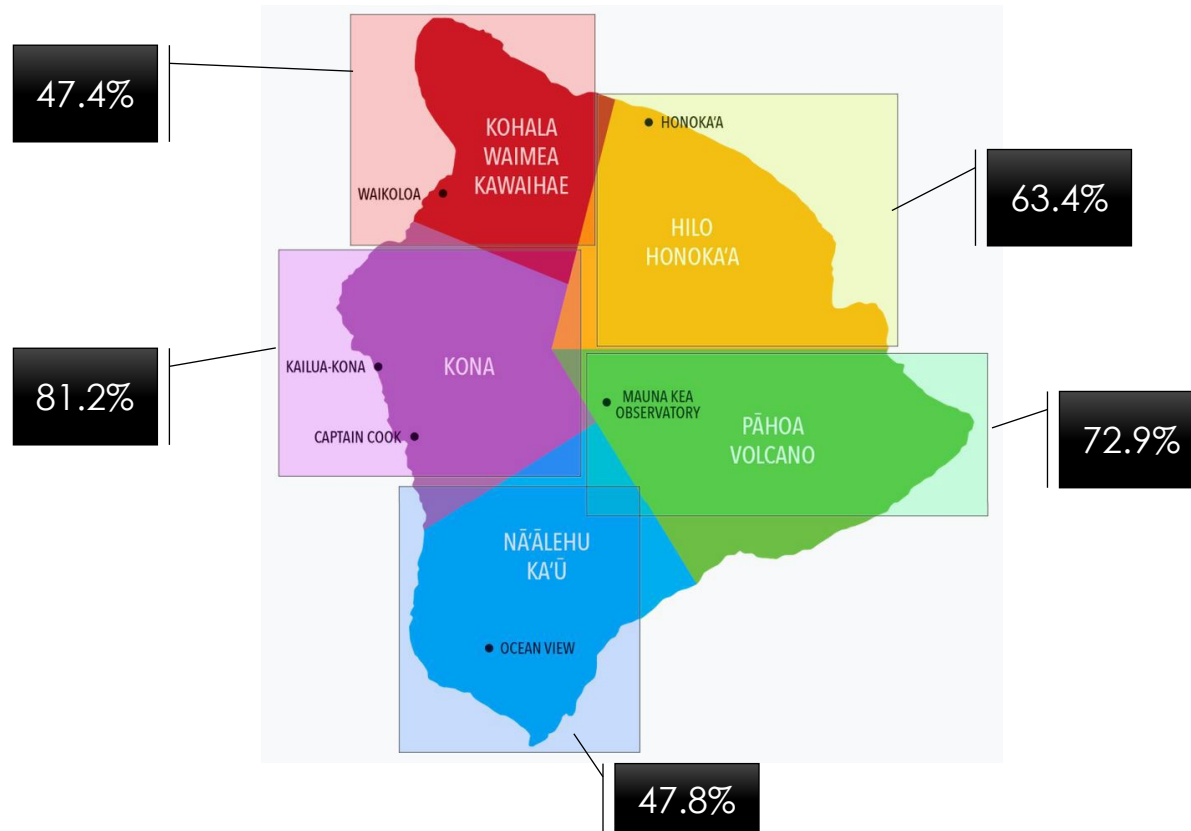 47.4%
KOHALA
WAIMEA
KAWAIHAE
WAIKOLOA
HONOKA'A
63.4%
HILO
HONOKA'A
81.2%
KAILUA-KONA
KONA
CAPTAIN COOK
MAUNA KEA
OBSERVATORY
PĀHOA
VOLCANO
72.9%
NĀ'ĀLEHU
KA'Ū
OCEAN VIEW
47.8%